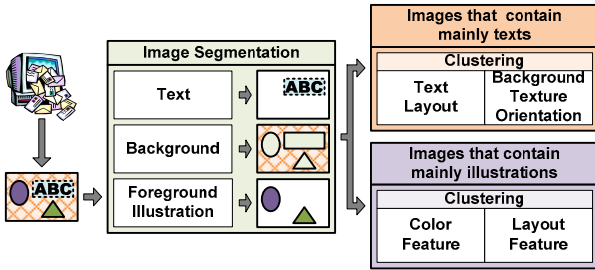 ABC
Image Segmentation
Text
ABC
Background
Foreground
Illustration
Images that contain
mainly texts
Clustering
Text
Layout
Background
Texture
Orientation
Images that contain
mainly illustrations
Clustering
Color
Feature
Layout
Feature